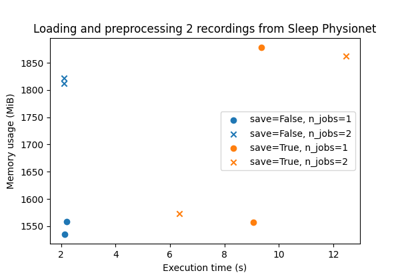 Loading and preprocessing 2 recordings from Sleep Physionet
1850
1800
1750
1700
1650
1600
1550
Memory usage (MiB)
save=False, n_jobs=1
save=False, n_jobs=2
save=True, n_jobs=1
save=True, n_jobs=2
2 4 6 8 10 12
Execution time (s)